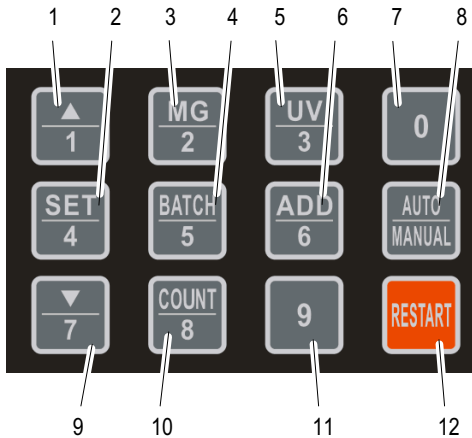 1 2 3 4 5 6 7 8
▲ MG UV 0
1 2 3
SET BATCH ADD AUTO
4 5 6 MANUAL
▼ COUNT 9 RESTART
7 8
9 10 11 12